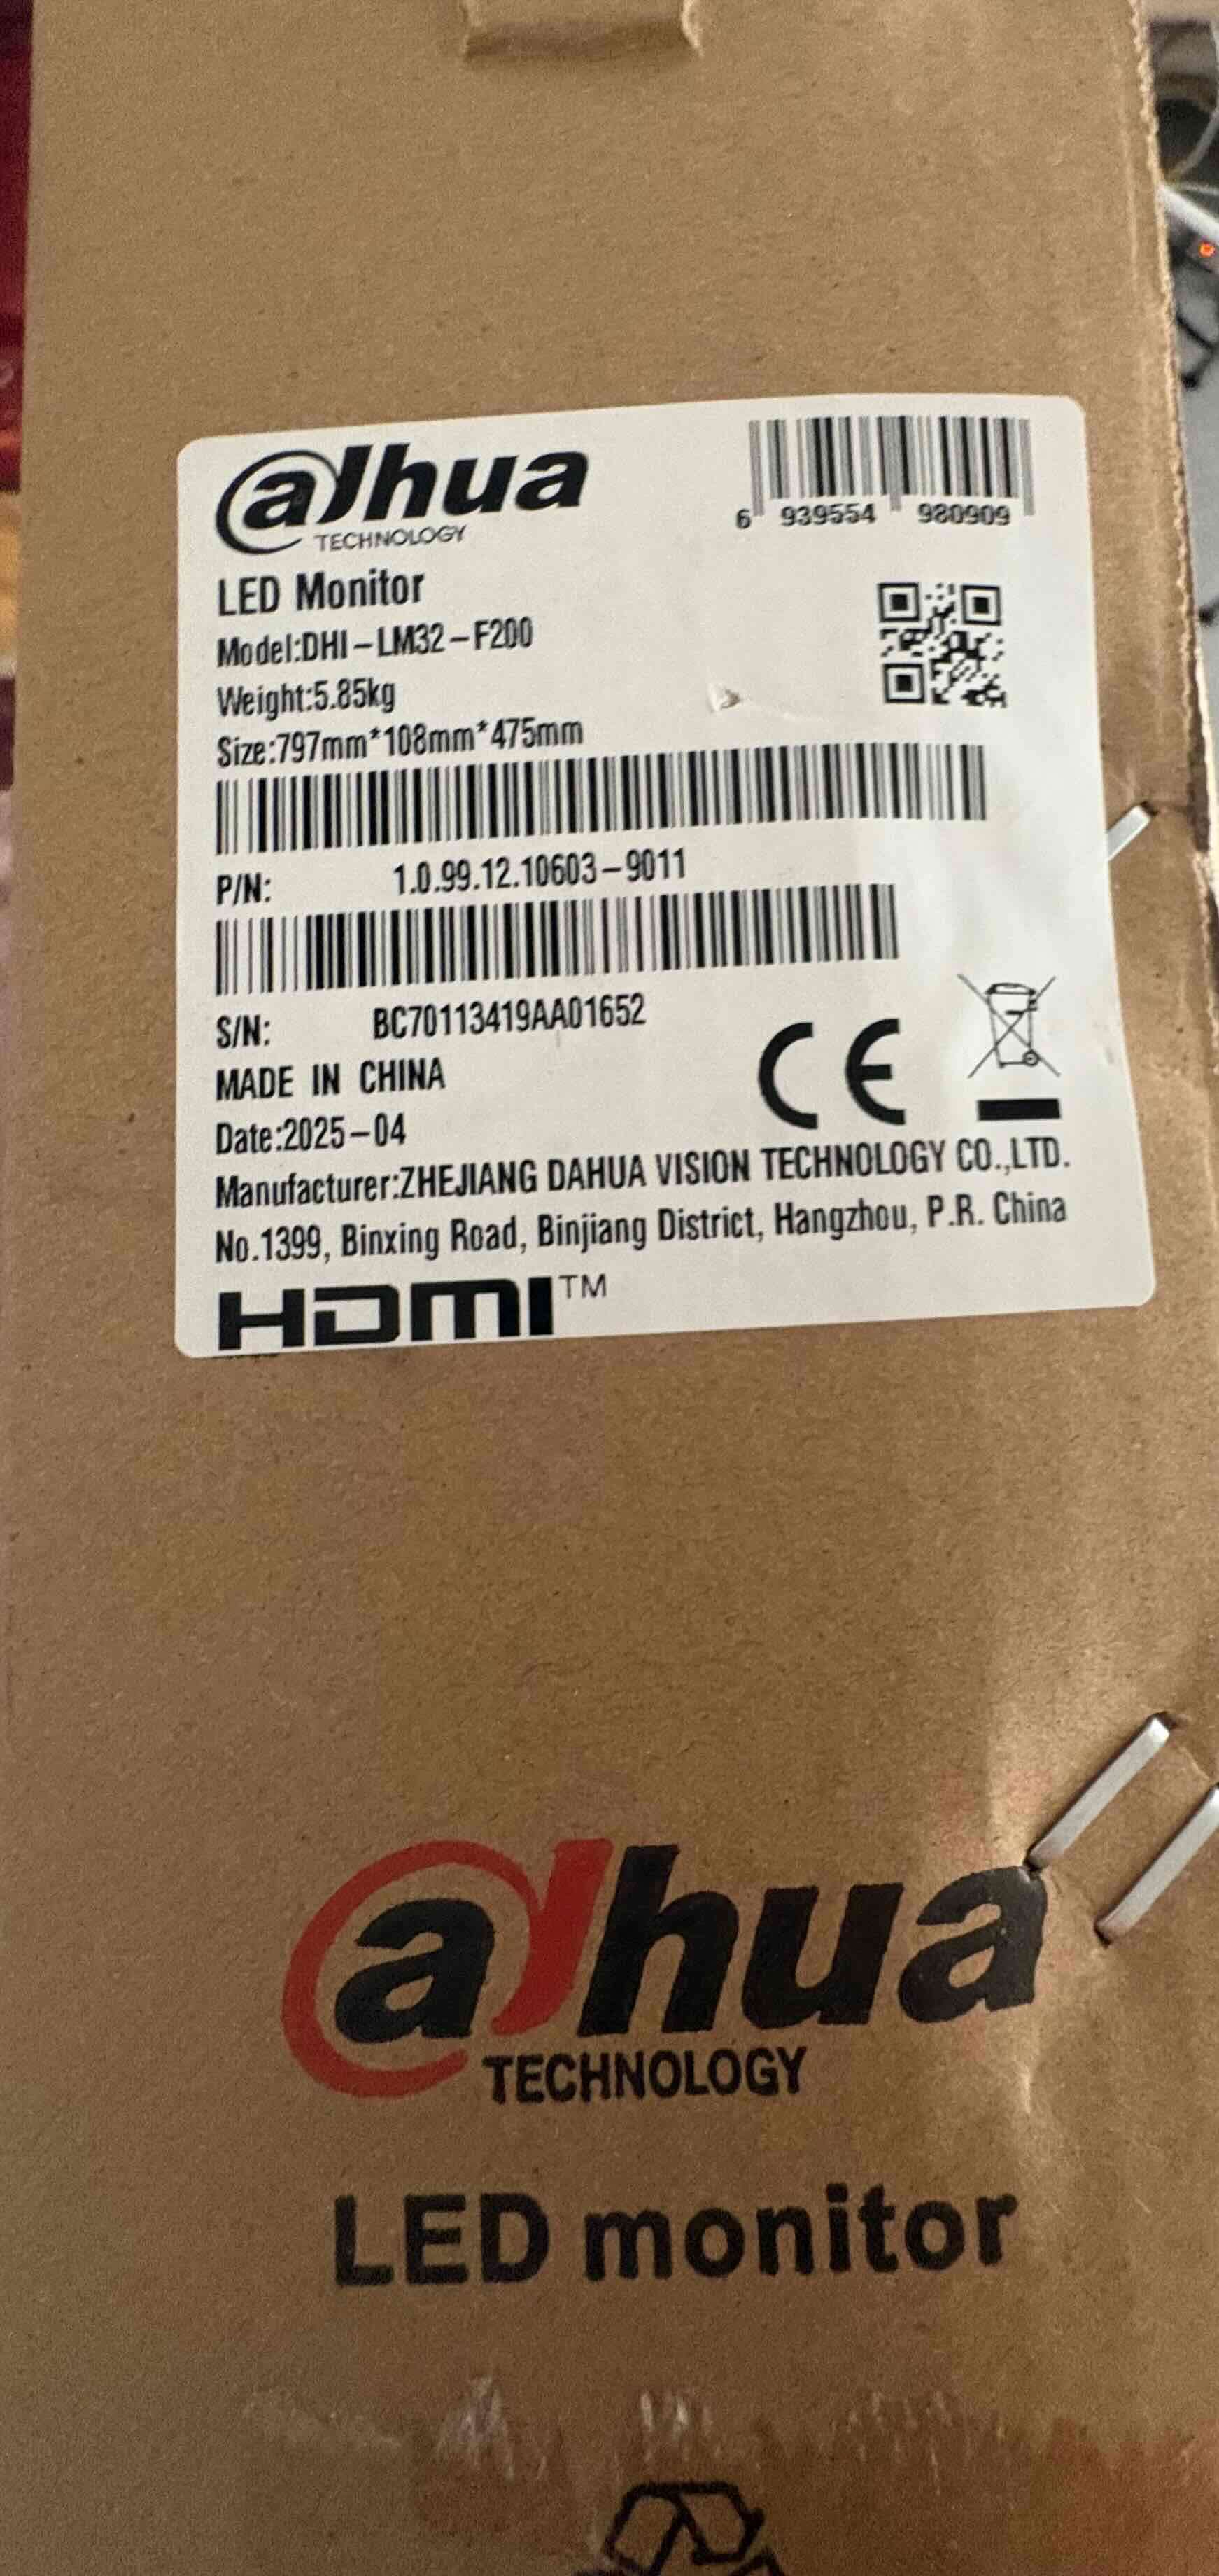 alhua
TECHNOLOGY
6 939554 980909
LED Monitor
Model:DHI-LM32-F200
Weight:5.85kg
Size:797mm*108mm*475mm
P/N: 1.0.99.12.10603-9011
S/N: BC70113419AA01652
MADE IN CHINA
Date:2025-04
CE
Manufacturer:ZHEJIANG DAHUA VISION TECHNOLOGY CO.,LTD.
No.1399, Binxing Road, Binjiang District, Hangzhou, P.R. China
HDMI™
alhua
TECHNOLOGY
LED monitor